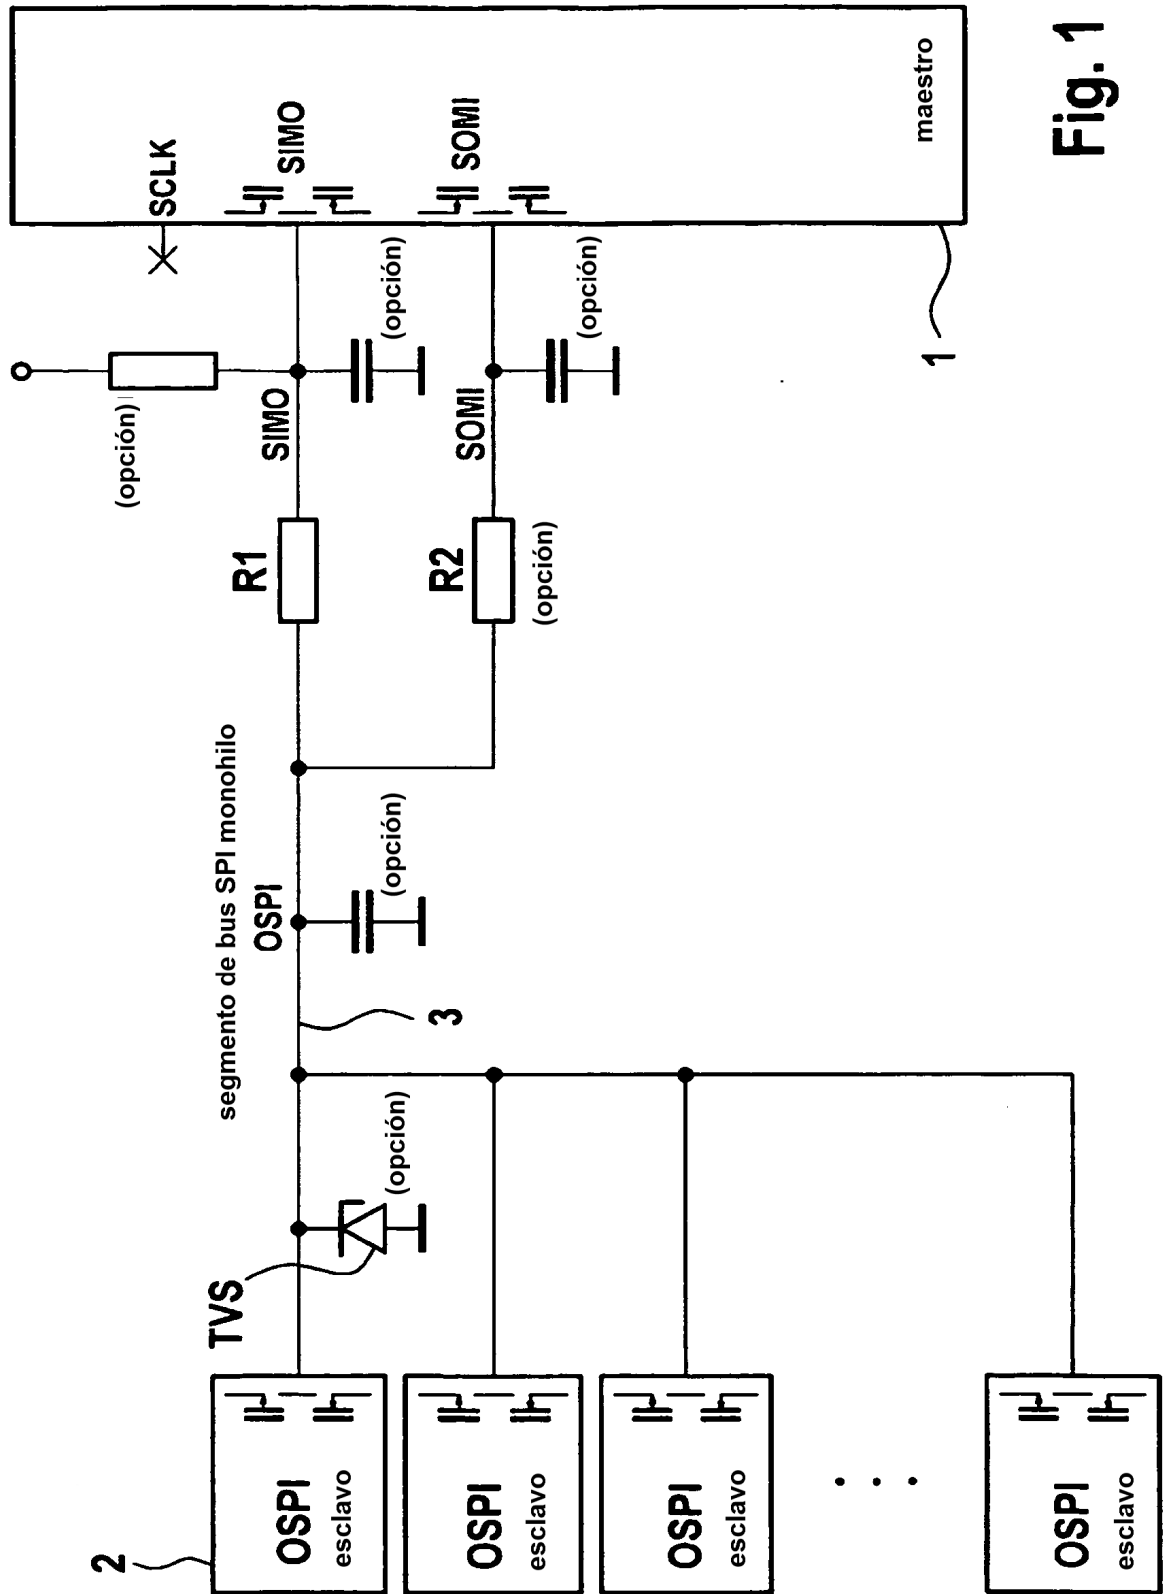 maestro
SCLK
SIMO
SOMI
1
(opción)
SIMO
(opción)
SOMI
(opción)
R1
R2
(opción)
segmento de bus SPI monohilo
OSPI
(opción)
3
TVS
(opción)
2
OSPI
esclavo
OSPI
esclavo
OSPI
esclavo
. . .
OSPI
esclavo
Fig. 1